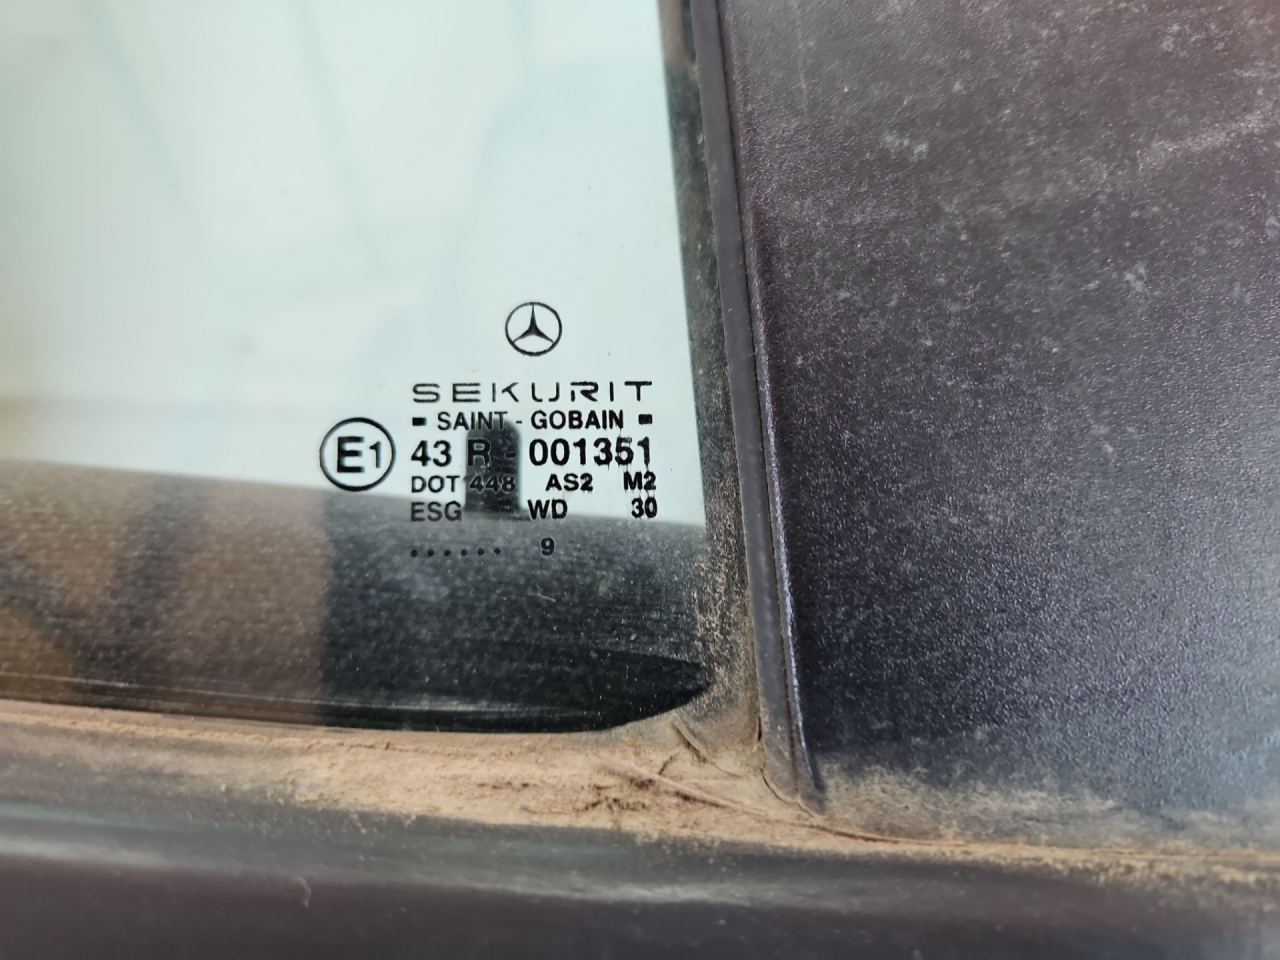 SEKURIT
SAINT-GOBAIN
E1
43 R - 001351
DOT 448 AS2 M2
ESG WD 30
...... 9